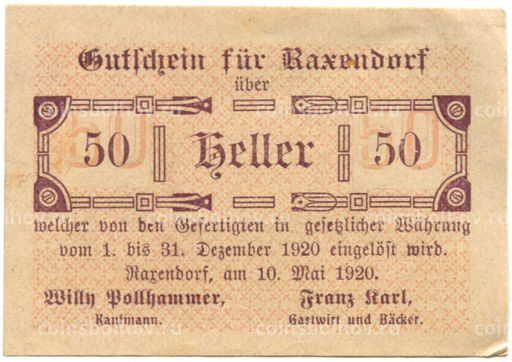 Gutschein für Raxendorf
über
50 Heller 50
welcher von den Gefertigten in gesetzlicher Währung
vom 1. bis 31. Dezember 1920 eingelöst wird.
Raxendorf, am 10. Mai 1920.
Willy Pollhammer, Franz Karl,
Kaufmann. Gastwirt und Bäcker.